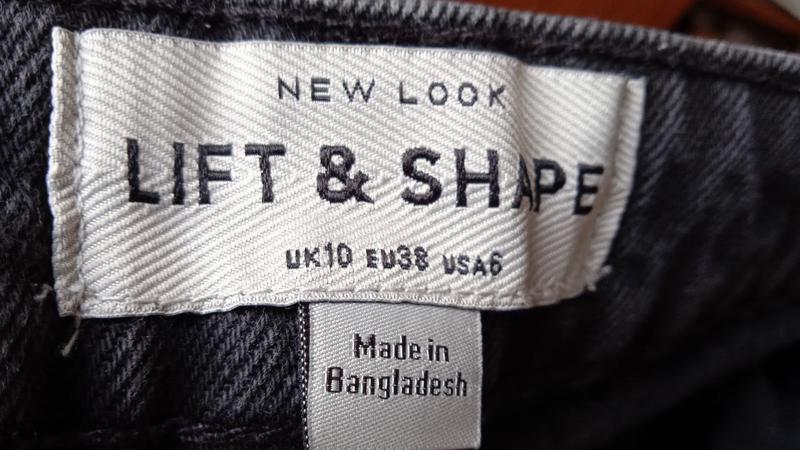 NEW LOOK
LIFT & SHAPE
UK10 EU38 USA6
Made in
Bangladesh